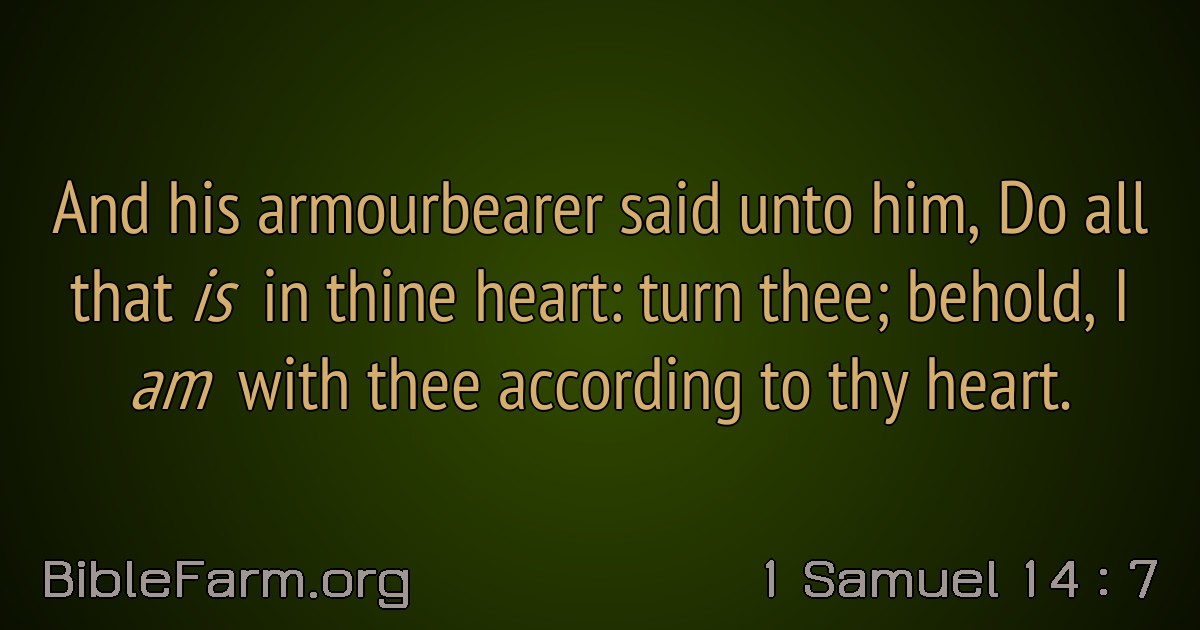 And his armourbearer said unto him, Do all
that is in thine heart: turn thee; behold, I
am with thee according to thy heart.
BibleFarm.org
1 Samuel 14 : 7